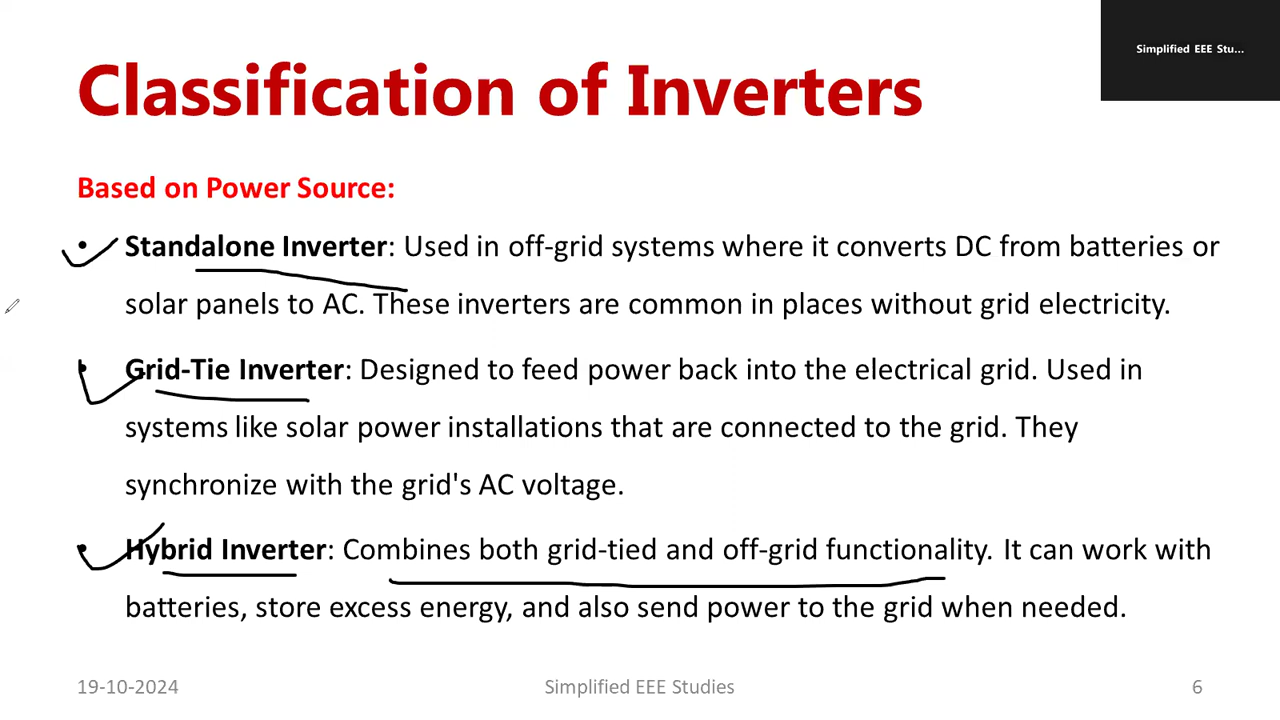 Simplified EEE Stu...
Classification of Inverters
Based on Power Source:
• Standalone Inverter: Used in off-grid systems where it converts DC from batteries or
solar panels to AC. These inverters are common in places without grid electricity.
• Grid-Tie Inverter: Designed to feed power back into the electrical grid. Used in
systems like solar power installations that are connected to the grid. They
synchronize with the grid's AC voltage.
• Hybrid Inverter: Combines both grid-tied and off-grid functionality. It can work with
batteries, store excess energy, and also send power to the grid when needed.
19-10-2024 Simplified EEE Studies 6